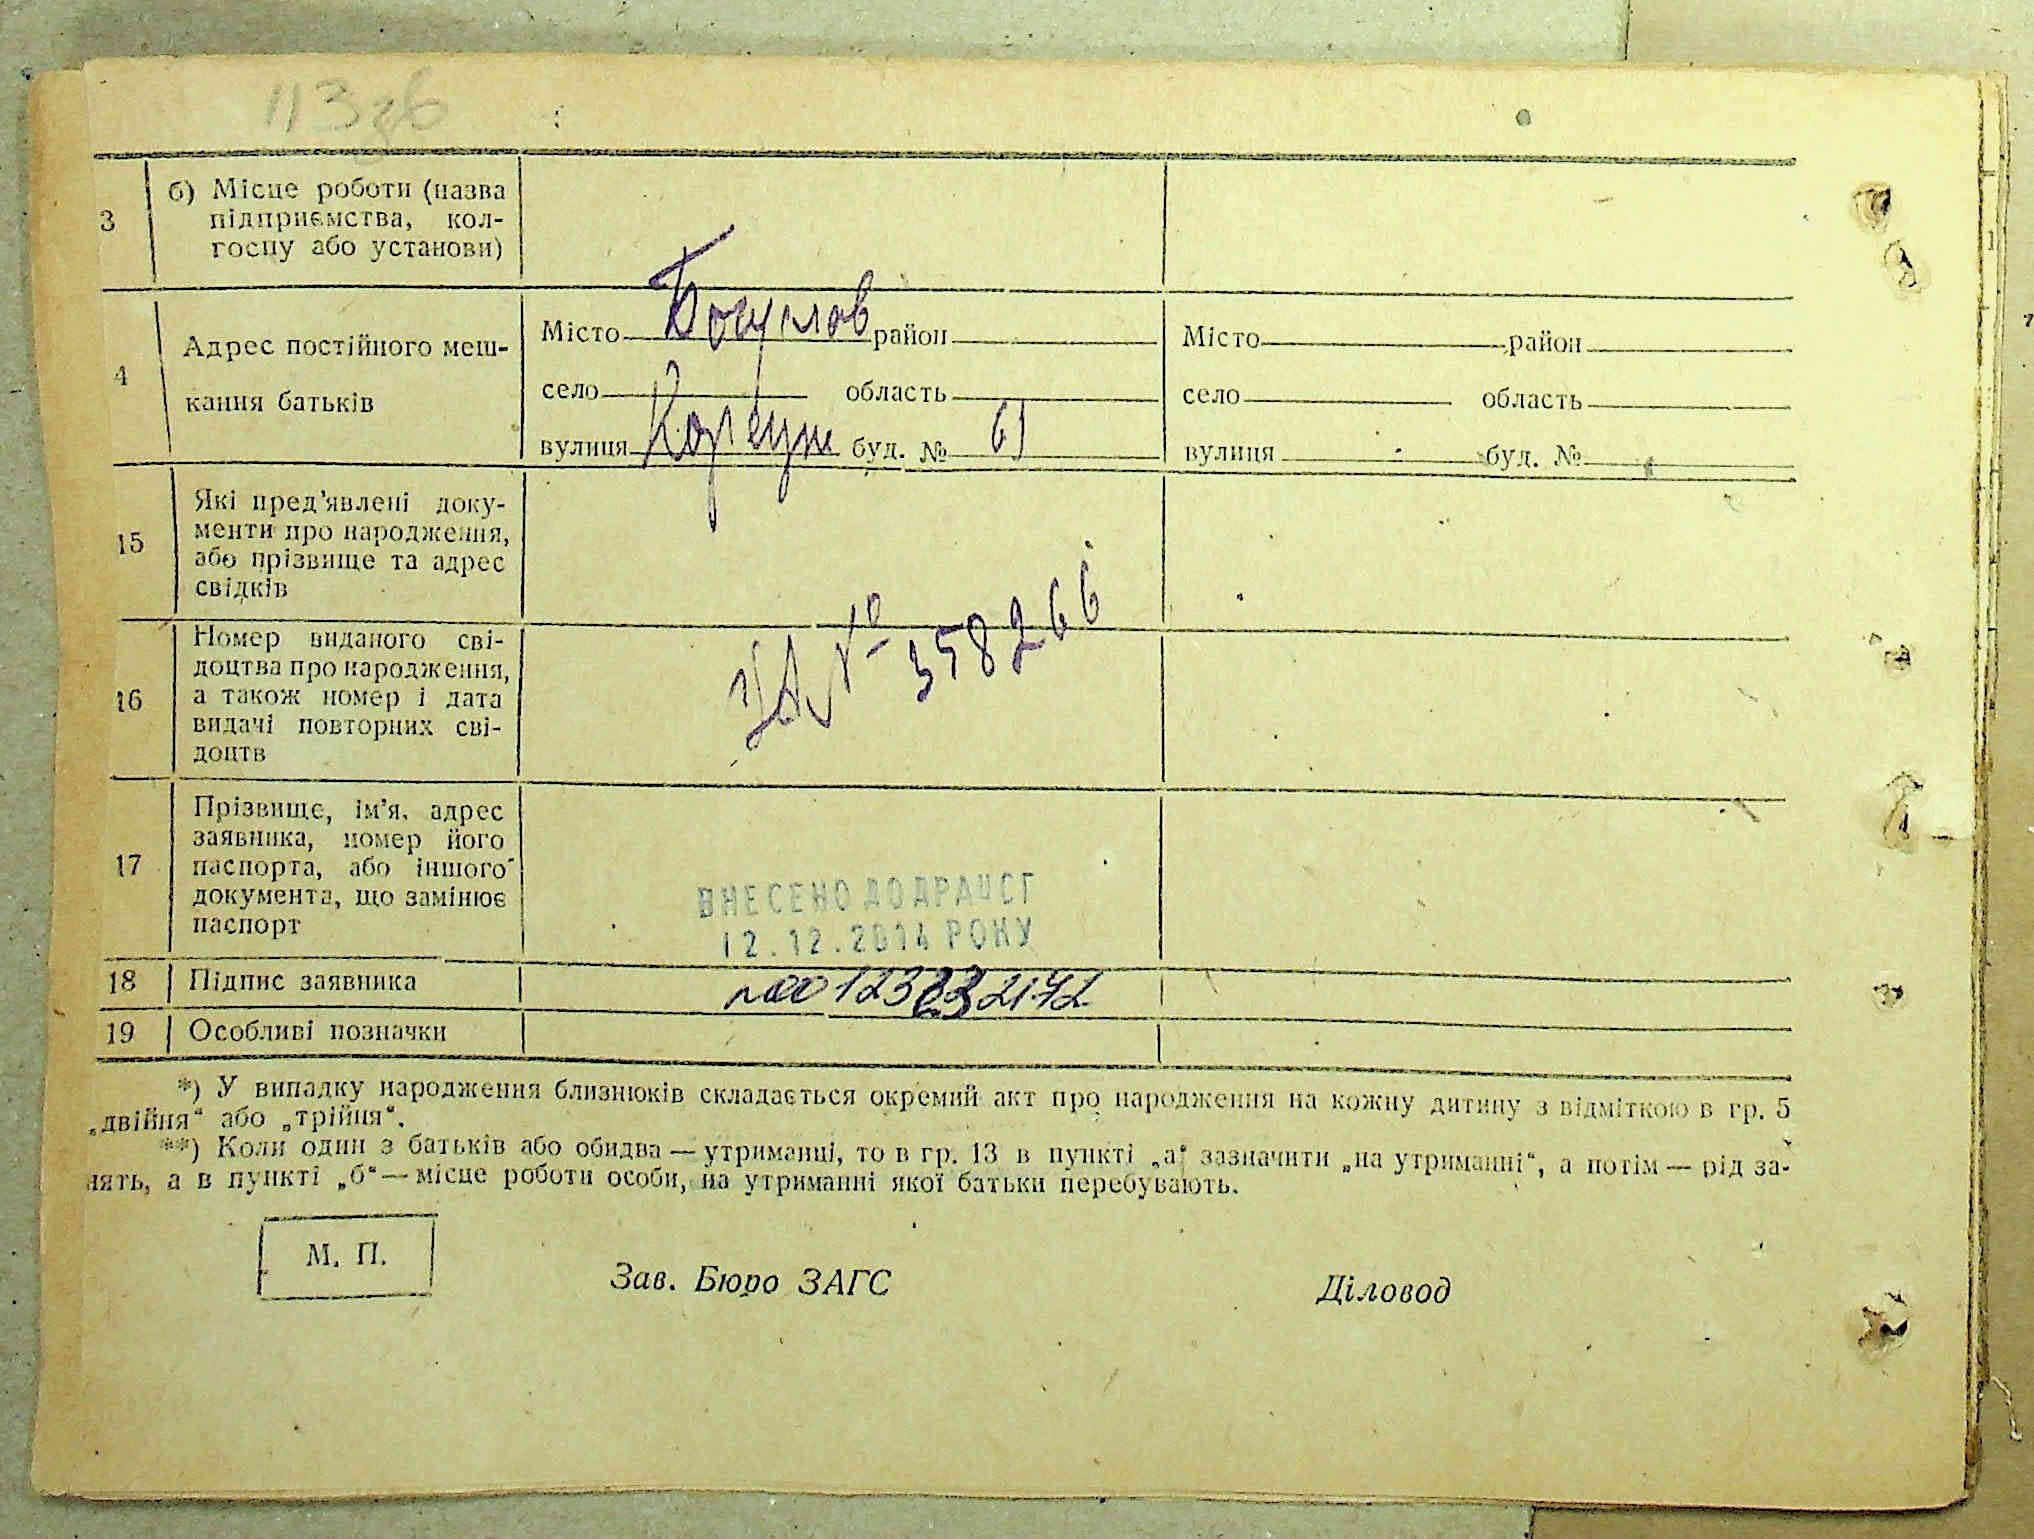 113зв
3
б) Місце роботи (назва
підприємства, кол-
госпу або установи)
4
Адрес постійного меш-
кання батьків
Місто Богуслав район
село область
вулиця буд. № 61
Місто район
село область
вулиця буд. №
15
Які пред'явлені доку-
менти про народження,
або прізвище та адрес
свідків
16
Номер виданого сві-
доцтва про народження,
а також номер і дата
видачі повторних сві-
доцтв
№ 358266
17
Прізвище, ім'я, адрес
заявника, номер його
паспорта, або іншого
документа, що замінює
паспорт
ВНЕСЕНО ДО ДРАЦСГ
12.12.2014 РОКУ
18 Підпис заявника
19 Особливі позначки
*) У випадку народження близнюків складається окремий акт про народження на кожну дитину з відміткою в гр. 5
„двійня“ або „трійня“.
**) Коли один з батьків або обидва — утриманці, то в гр. 13 в пункті „а“ зазначити „на утриманні“, а потім — рід за-
нять, а в пункті „б“ — місце роботи особи, на утриманні якої батьки перебувають.
М. П.
Зав. Бюро ЗАГС
Діловод